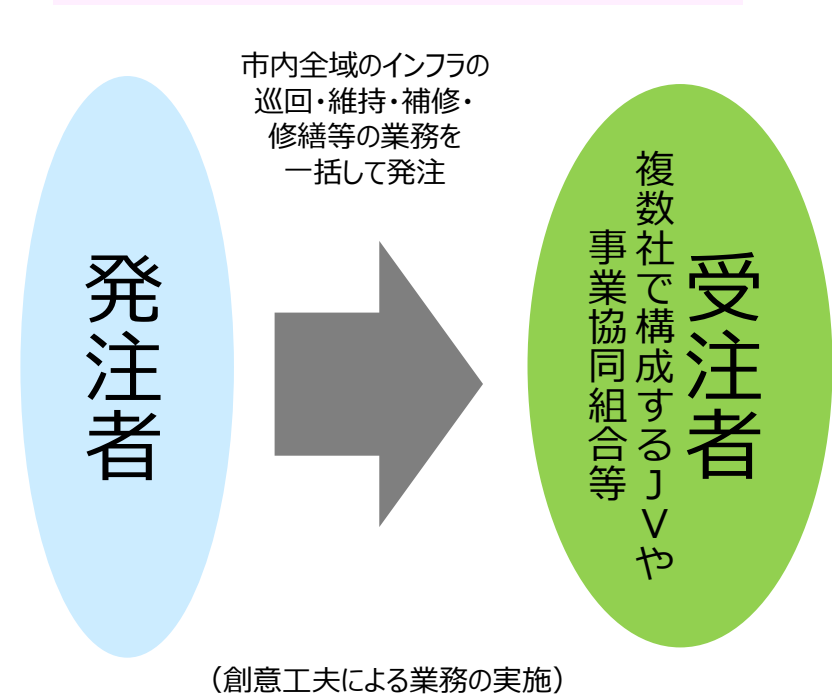 市内全域のインフラの
巡回・維持・補修・
修繕等の業務を
一括して発注
発注者
受注者
複数社で構成するＪＶや
事業協同組合等
（創意工夫による業務の実施）